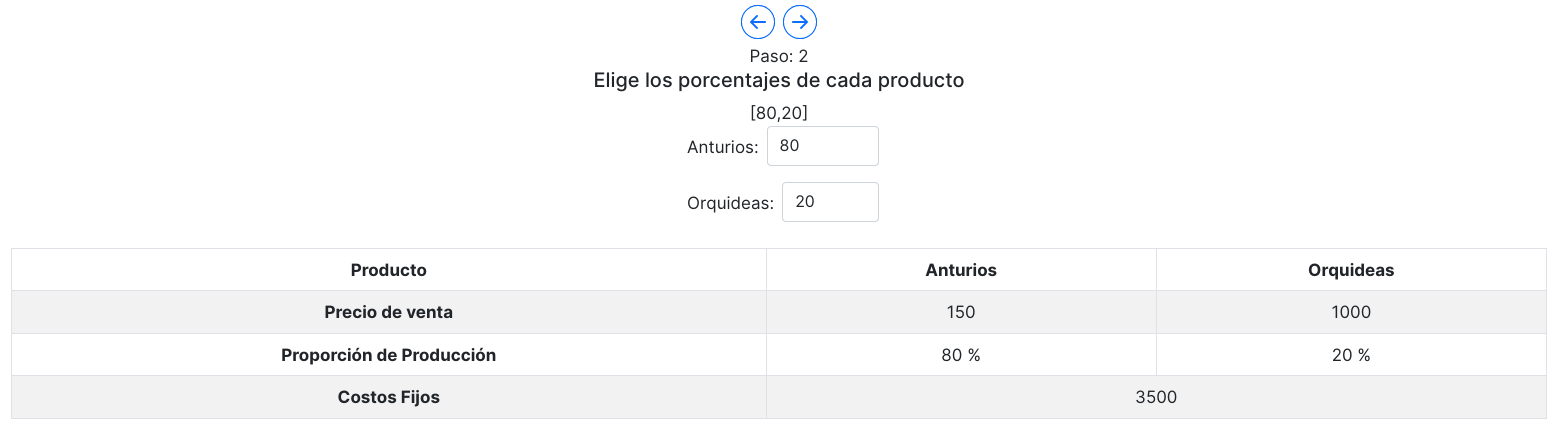 Paso: 2
Elige los porcentajes de cada producto
[80,20]
Anturios: 80
Orquideas: 20
Producto Anturios Orquideas
Precio de venta 150 1000
Proporción de Producción 80 % 20 %
Costos Fijos 3500